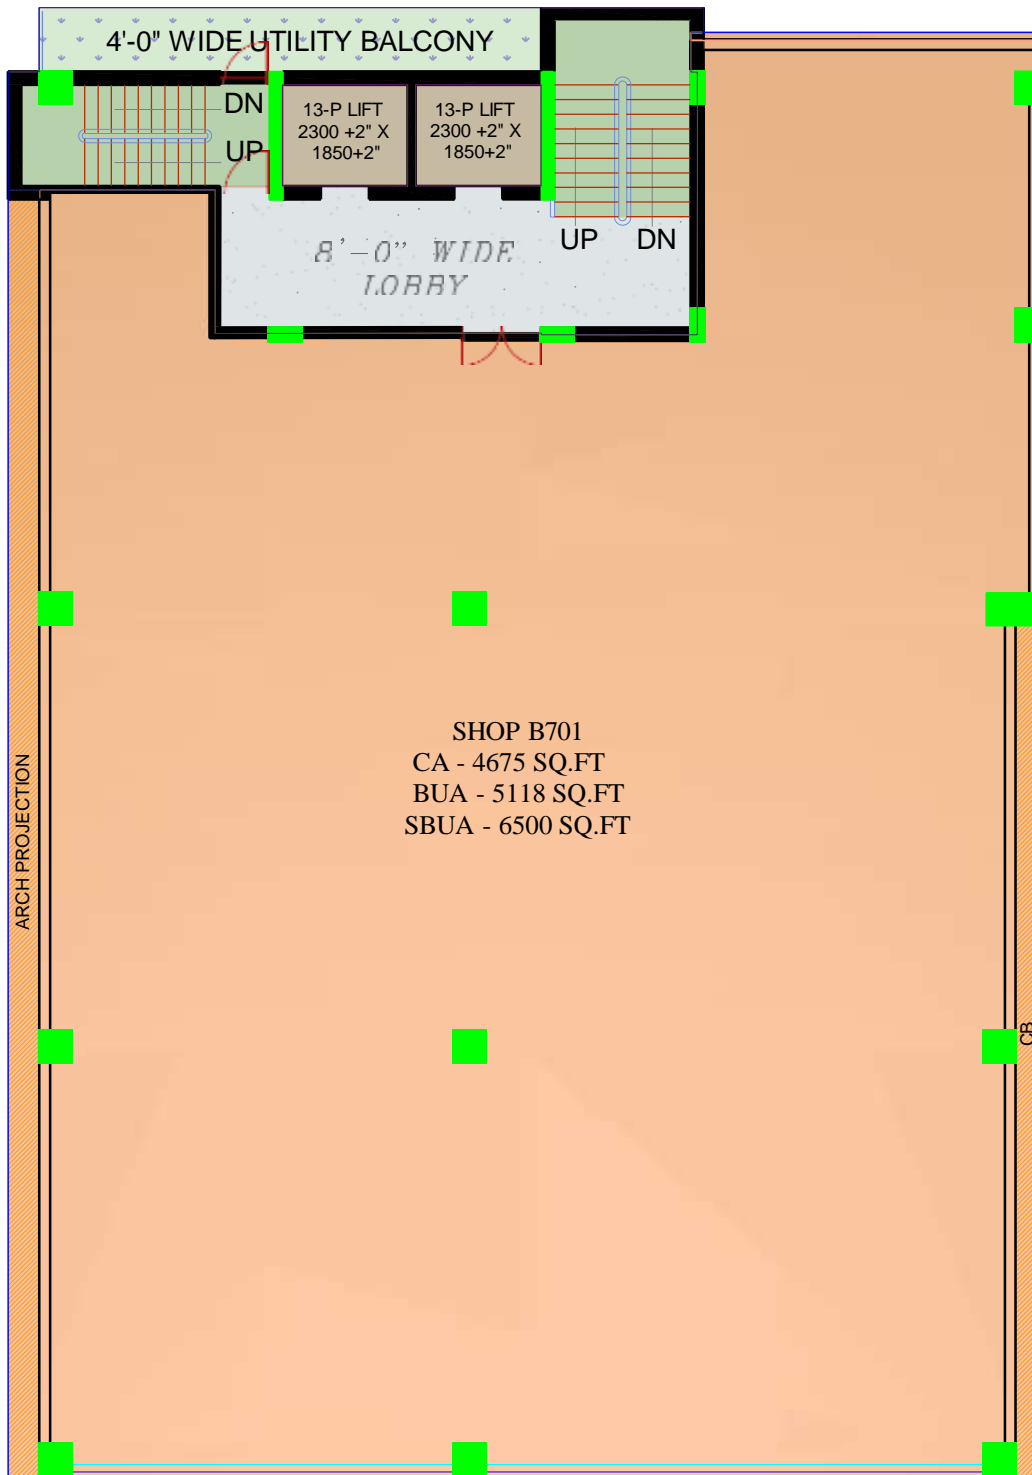 4'-0" WIDE UTILITY BALCONY
DN
UP
13-P LIFT
2300 +2" X
1850+2"
13-P LIFT
2300 +2" X
1850+2"
UP DN
8'-0" WIDE
LOBBY
SHOP B701
CA - 4675 SQ.FT
BUA - 5118 SQ.FT
SBUA - 6500 SQ.FT
ARCH PROJECTION
CB